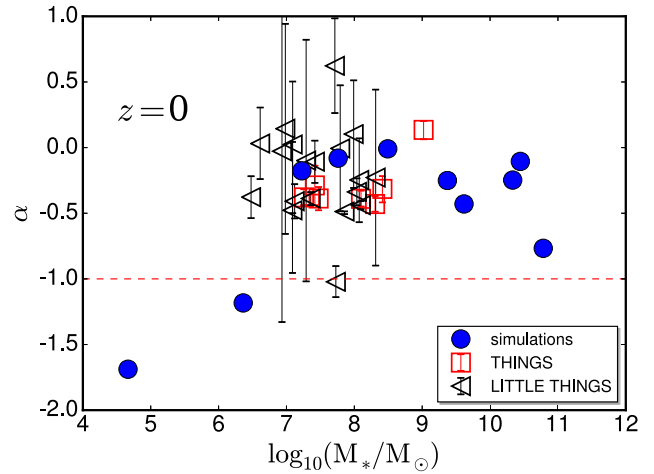 1.0
0.5
0.0
-0.5
-1.0
-1.5
-2.0
α
z=0
simulations
THINGS
LITTLE THINGS
4 5 6 7 8 9 10 11 12
log₁₀(M∗/M⊙)